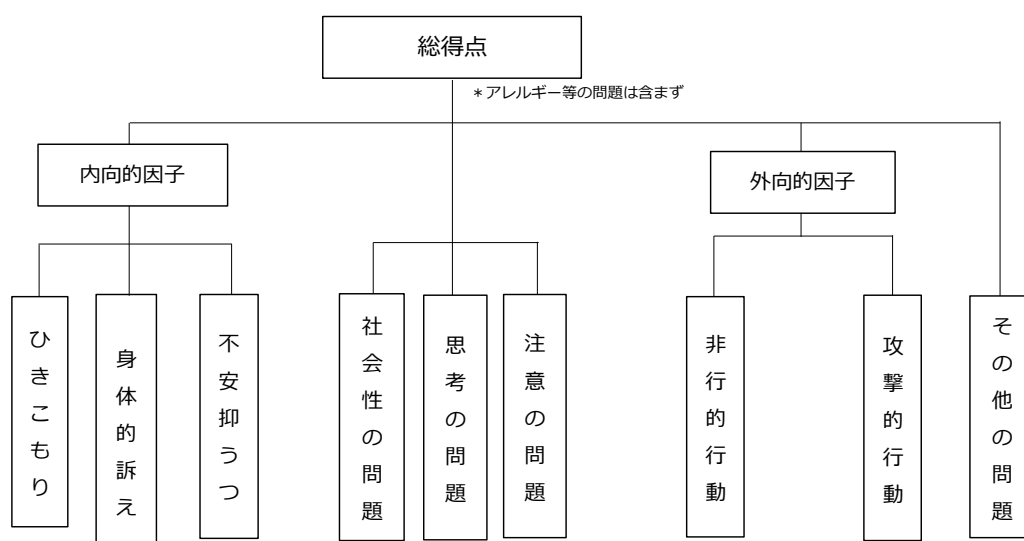 総得点
＊アレルギー等の問題は含まず
内向的因子
外向的因子
ひきこもり
身体的訴え
不安抑うつ
社会性の問題
思考の問題
注意の問題
非行的行動
攻撃的行動
その他の問題